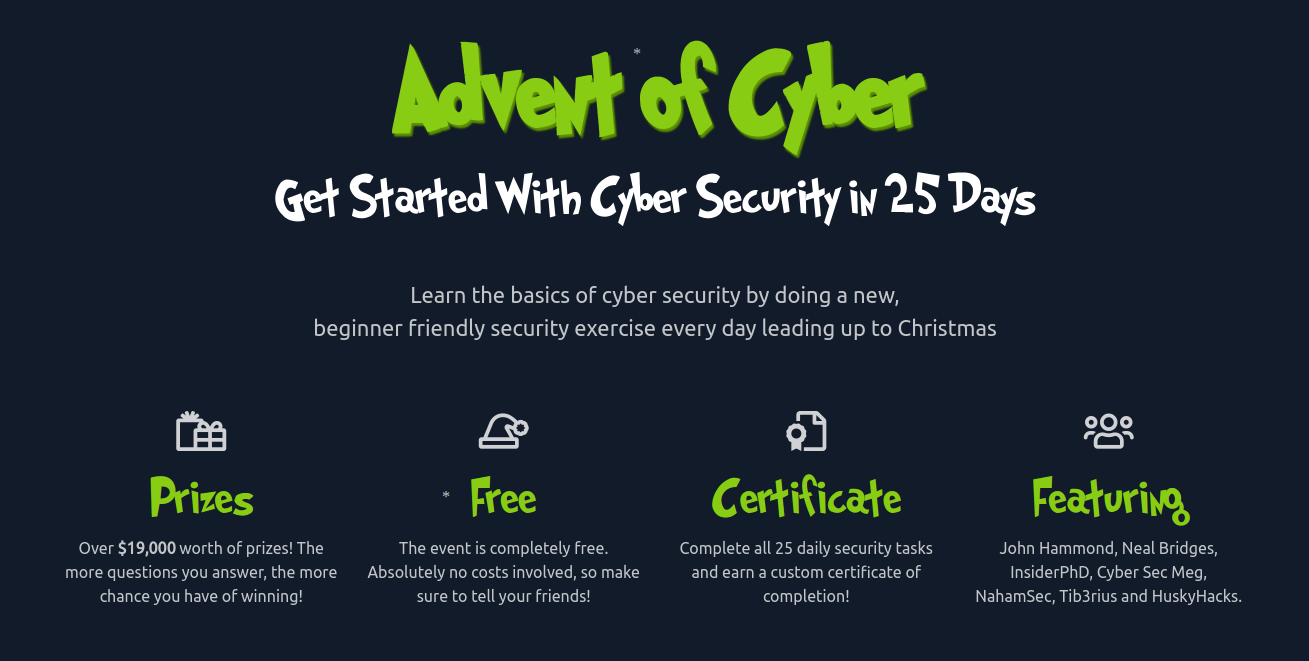 Advent of Cyber
Get Started With Cyber Security in 25 Days
Learn the basics of cyber security by doing a new,
beginner friendly security exercise every day leading up to Christmas
Prizes
Over $19,000 worth of prizes! The
more questions you answer, the more
chance you have of winning!
Free
The event is completely free.
Absolutely no costs involved, so make
sure to tell your friends!
Certificate
Complete all 25 daily security tasks
and earn a custom certificate of
completion!
Featuring
John Hammond, Neal Bridges,
InsiderPhD, Cyber Sec Meg,
NahamSec, Tib3rius and HuskyHacks.